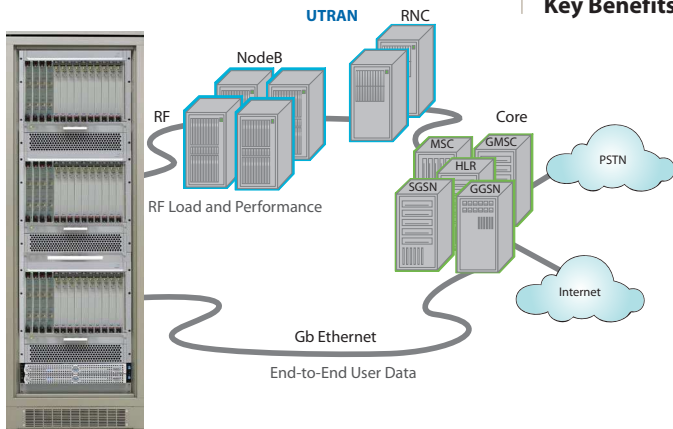 Key Benefits
UTRAN
RNC
NodeB
RF
Core
MSC
GMSC
HLR
SGSN
GGSN
PSTN
RF Load and Performance
Internet
Gb Ethernet
End-to-End User Data